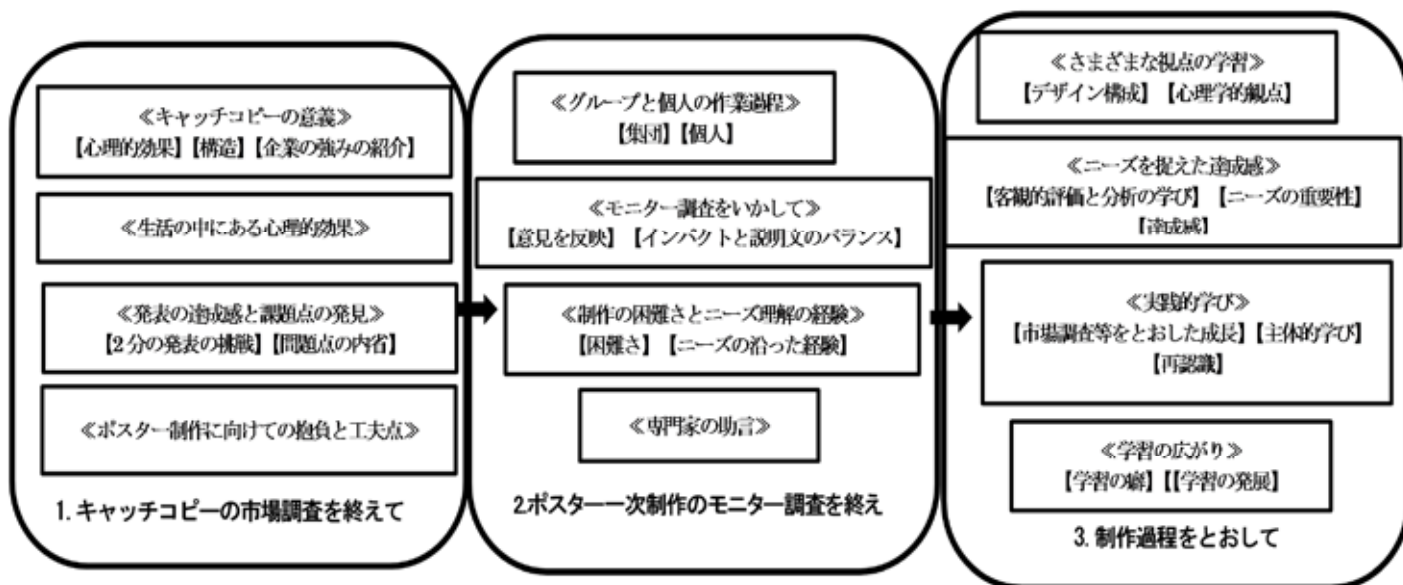 ≪キャッチコピーの意義≫
【心理的効果】【構造】【企業の強みの紹介】
≪生活の中にある心理的効果≫
≪発表の達成感と課題点の発見≫
【2分の発表の挑戦】【問題点の内省】
≪ポスター制作に向けての抱負と工夫点≫
1. キャッチコピーの市場調査を終えて
≪グループと個人の作業過程≫
【集団】【個人】
≪モニター調査をいかして≫
【意見を反映】【インパクトと説明文のバランス】
≪制作の困難さとニーズ理解の経験≫
【困難さ】【ニーズの沿った経験】
≪専門家の助言≫
2.ポスター一次制作のモニター調査を終え
≪さまざまな視点の学習≫
【デザイン構成】【心理学的観点】
≪ニーズを捉えた達成感≫
【客観的評価と分析の学び】【ニーズの重要性】
【達成感】
≪実践的学び≫
【市場調査等をとおした成長】【主体的学び】
【再認識】
≪学習の広がり≫
【学習の癖】【[学習の発展】
3. 制作過程をとおして